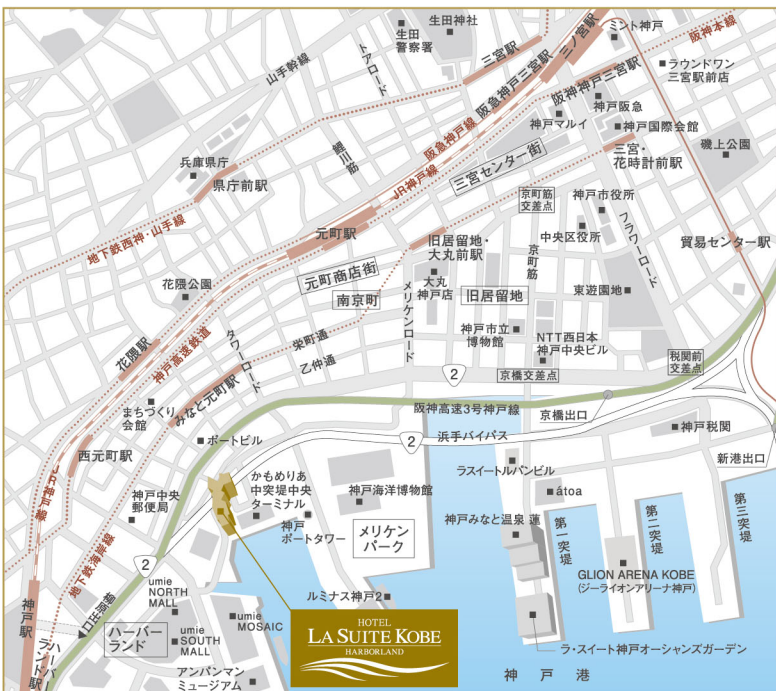 生田神社
生田
警察署
ミント神戸
三ノ宮駅
阪神本線
トアロード
三宮駅
阪急神戸三宮駅
阪神神戸三宮駅
ラウンドワン
三宮駅前店
山手幹線
神戸阪急
阪急神戸線
神戸マルイ
神戸国際会館
鯉川筋
JR神戸線
三宮センター街
三宮・
花時計前駅
磯上公園
兵庫県庁
県庁前駅
京町筋
交差点
神戸市役所
中央区役所
フラワーロード
地下鉄西神・山手線
元町駅
旧居留地・
大丸前駅
京町筋
貿易センター駅
元町商店街
花隈公園
大丸
神戸店
旧居留地
東遊園地
南京町
メリケンロード
神戸市立
博物館
NTT西日本
神戸中央ビル
税関前
交差点
花隈駅
神戸高速鉄道
タワーロード
栄町通
乙仲通
2
京橋交差点
みなと元町駅
まちづくり
会館
阪神高速3号神戸線
京橋出口
西元町駅
ポートビル
2
浜手バイパス
神戸税関
新港出口
ラスイートルパンビル
かもめりあ
中突堤中央
ターミナル
神戸海洋博物館
átoa
神戸中央
郵便局
神戸
ポートタワー
メリケン
パーク
神戸みなと温泉 蓮
第一突堤
第二突堤
第三突堤
JR神戸線
地下鉄海岸線
2
柳原出口
umie
NORTH
MALL
ルミナス神戸2
GLION ARENA KOBE
(ジーライオンアリーナ神戸)
神戸駅
umie
MOSAIC
ハーバー
ランド
umie
SOUTH
MALL
HOTEL
LA SUITE KOBE
HARBORLAND
ハーバーランド駅
アンパンマン
ミュージアム
ラ・スイート神戸オーシャンズガーデン
神戸港